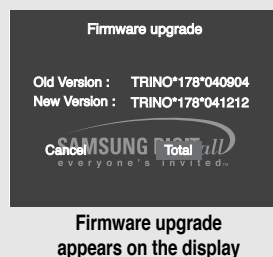 Firmware upgrade
Old Version : TRINO*178*040904
New Version : TRINO*178*041212
SAMSUNG DIGITall
Cancel Total
everyone's invited™
Firmware upgrade
appears on the display